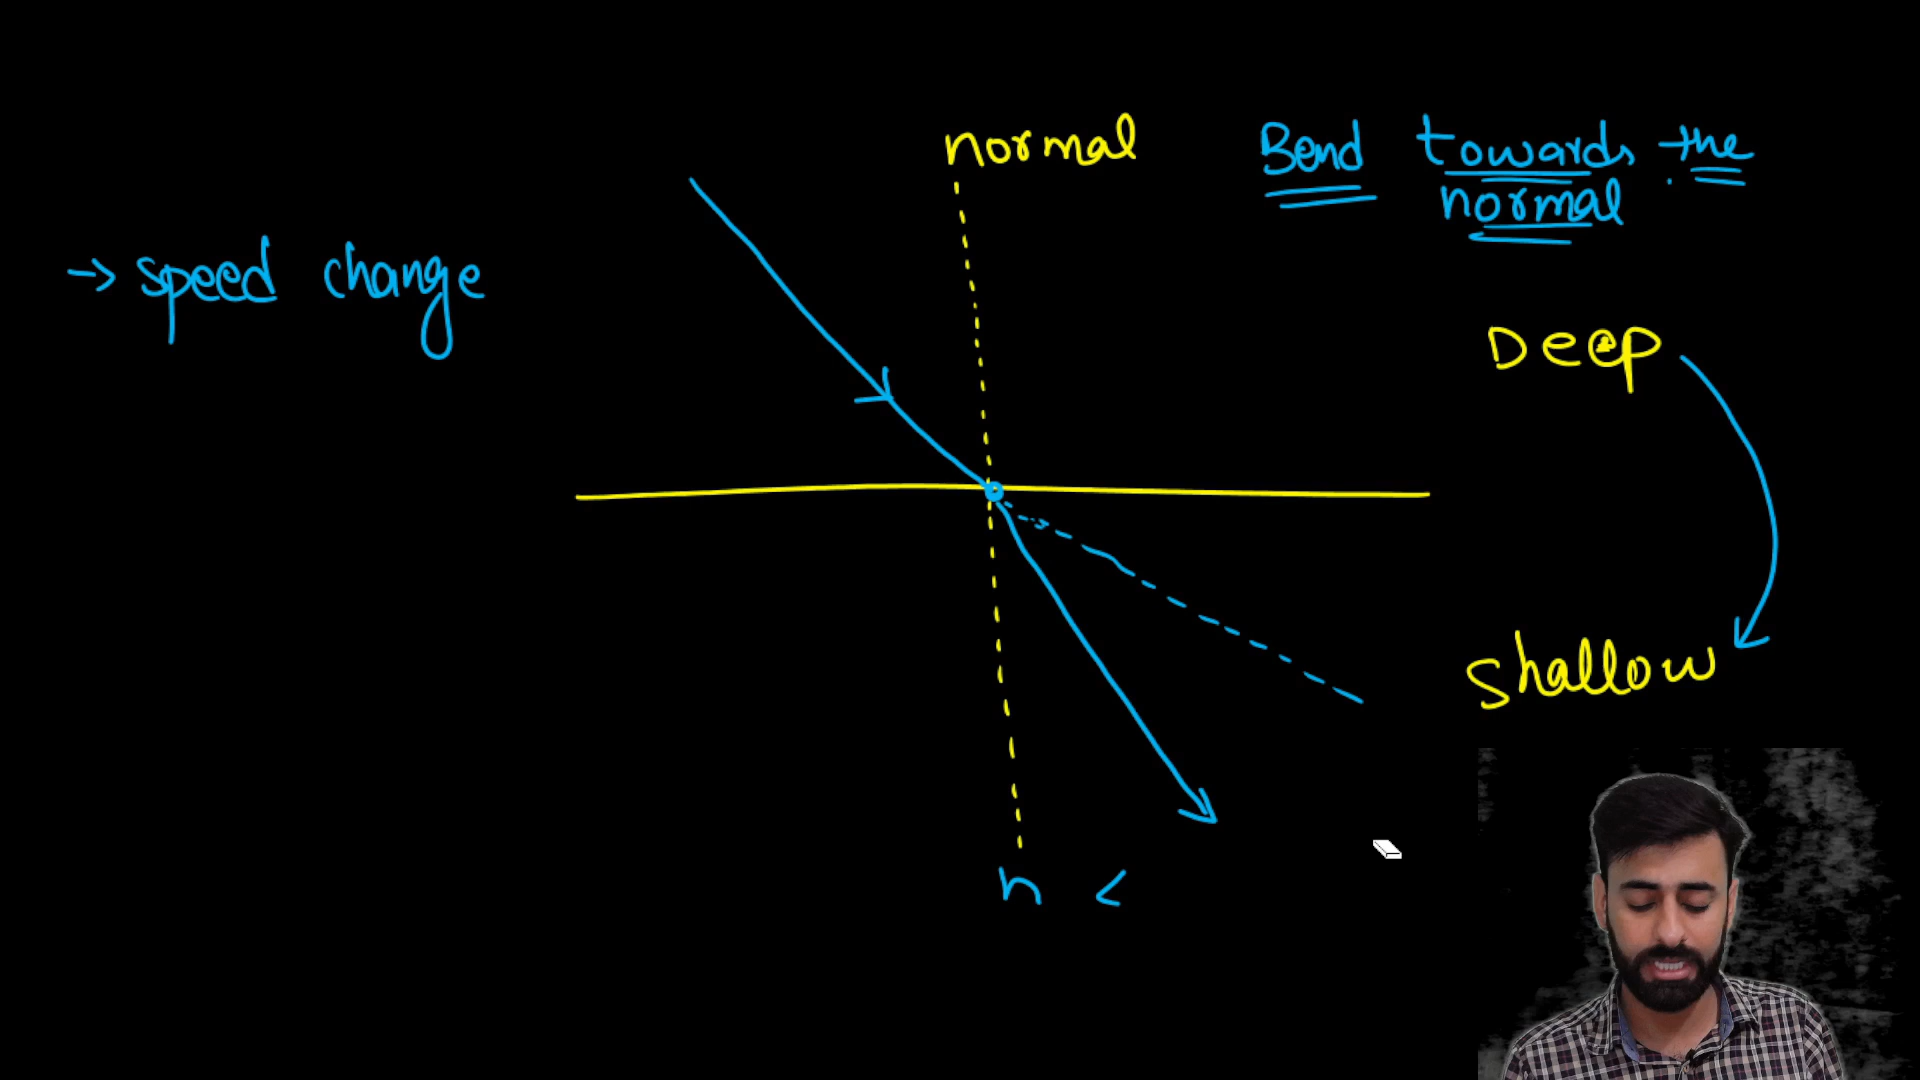 normal
Bend towards the
normal
→ speed change
Deep
shallow
n <